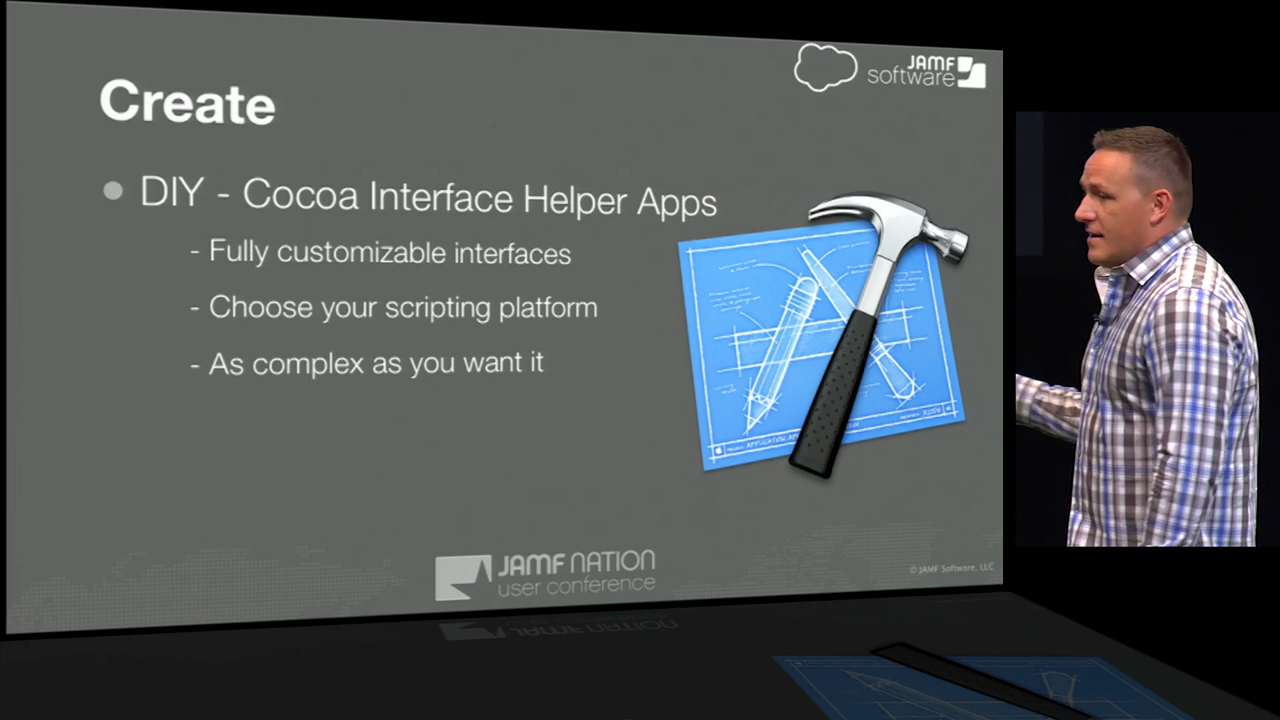 JAMF
software
Create
DIY - Cocoa Interface Helper Apps
- Fully customizable interfaces
- Choose your scripting platform
- As complex as you want it
JAMF NATION
user conference
© JAMF Software, LLC